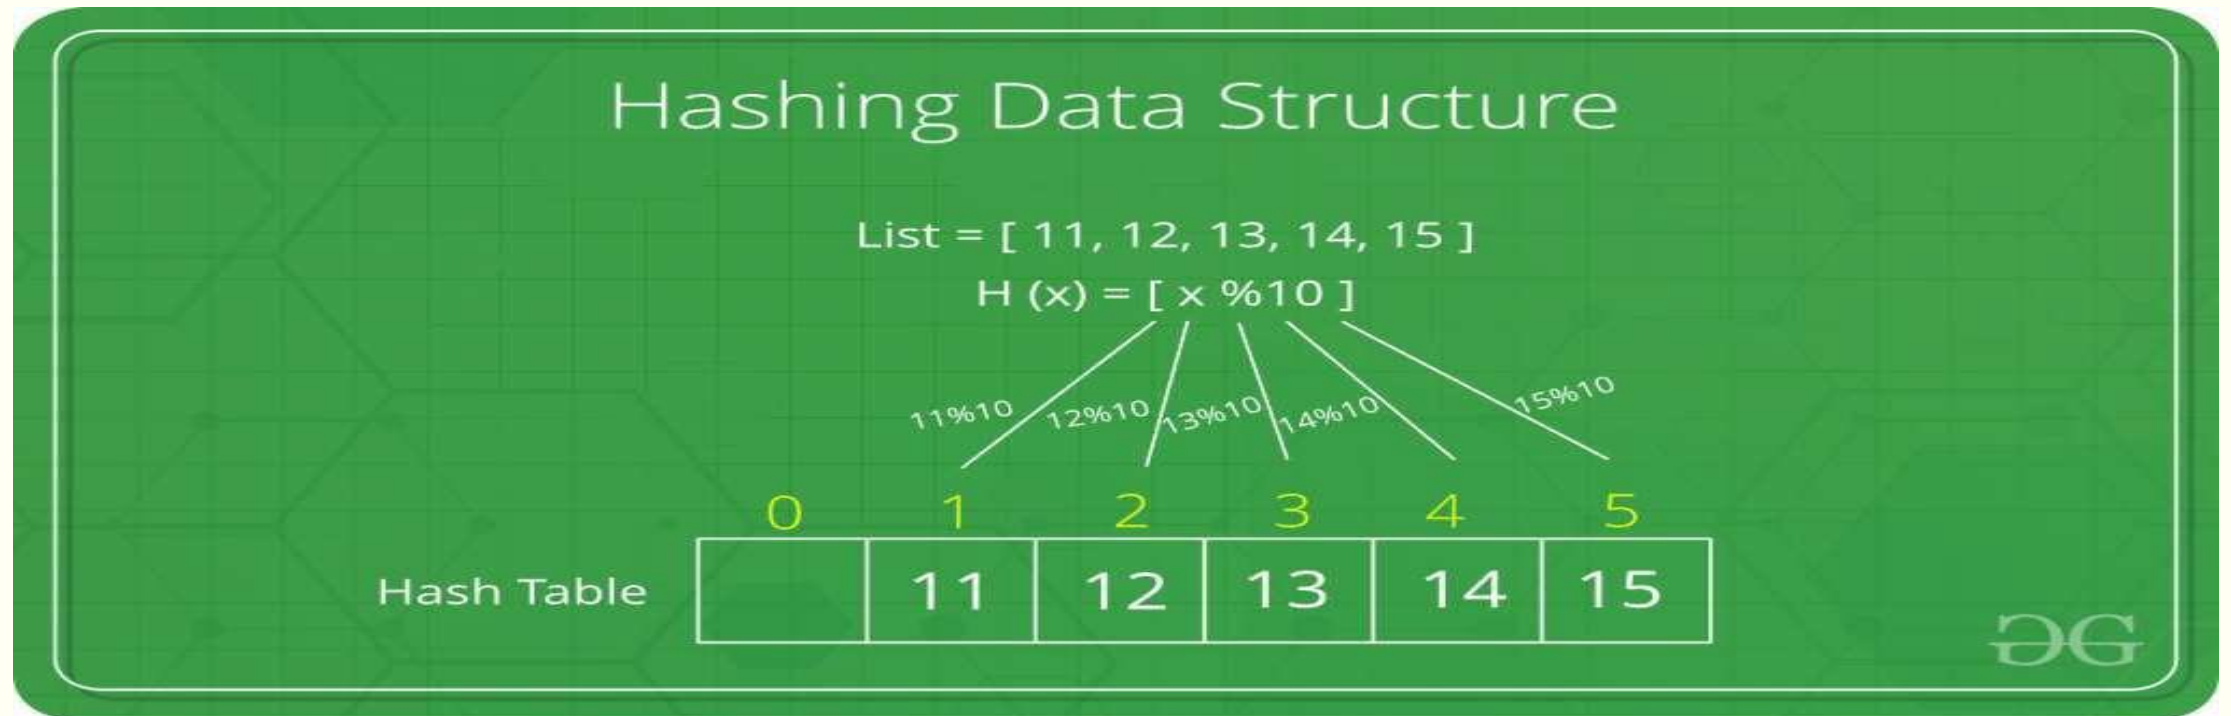 Hashing Data Structure
List = [ 11, 12, 13, 14, 15 ]
H (x) = [ x %10 ]
11%10 12%10 13%10 14%10 15%10
0 1 2 3 4 5
Hash Table 11 12 13 14 15
GG